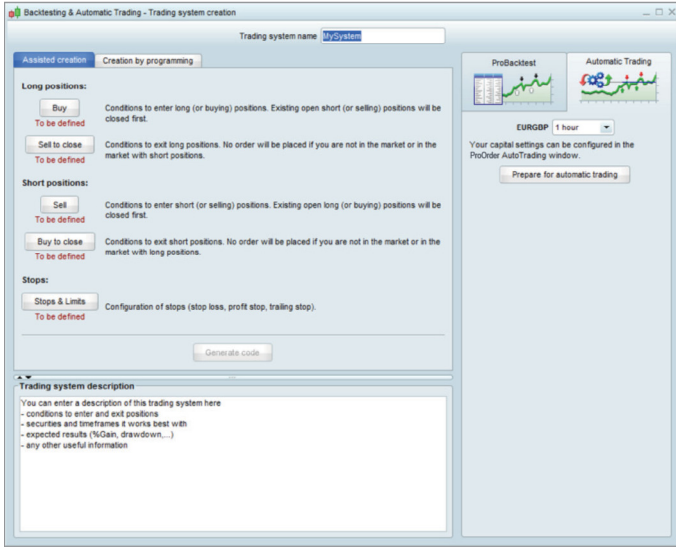 Backtesting & Automatic Trading - Trading system creation
Trading system name MySystem
Assisted creation
Creation by programming
Long positions:
Buy
To be defined
Conditions to enter long (or buying) positions. Existing open short (or selling) positions will be
closed first.
Sell to close
To be defined
Conditions to exit long positions. No order will be placed if you are not in the market or in the
market with short positions.
Short positions:
Sell
To be defined
Conditions to enter short (or selling) positions. Existing open long (or buying) positions will be
closed first.
Buy to close
To be defined
Conditions to exit short positions. No order will be placed if you are not in the market or in the
market with long positions.
Stops:
Stops & Limits
To be defined
Configuration of stops (stop loss, profit stop, trailing stop).
Generate code
Trading system description
You can enter a description of this trading system here
- conditions to enter and exit positions
- securities and timeframes it works best with
- expected results (%Gain, drawdown,...)
- any other useful information
ProBacktest
Automatic Trading
EURGBP 1 hour
Your capital settings can be configured in the
ProOrder AutoTrading window.
Prepare for automatic trading